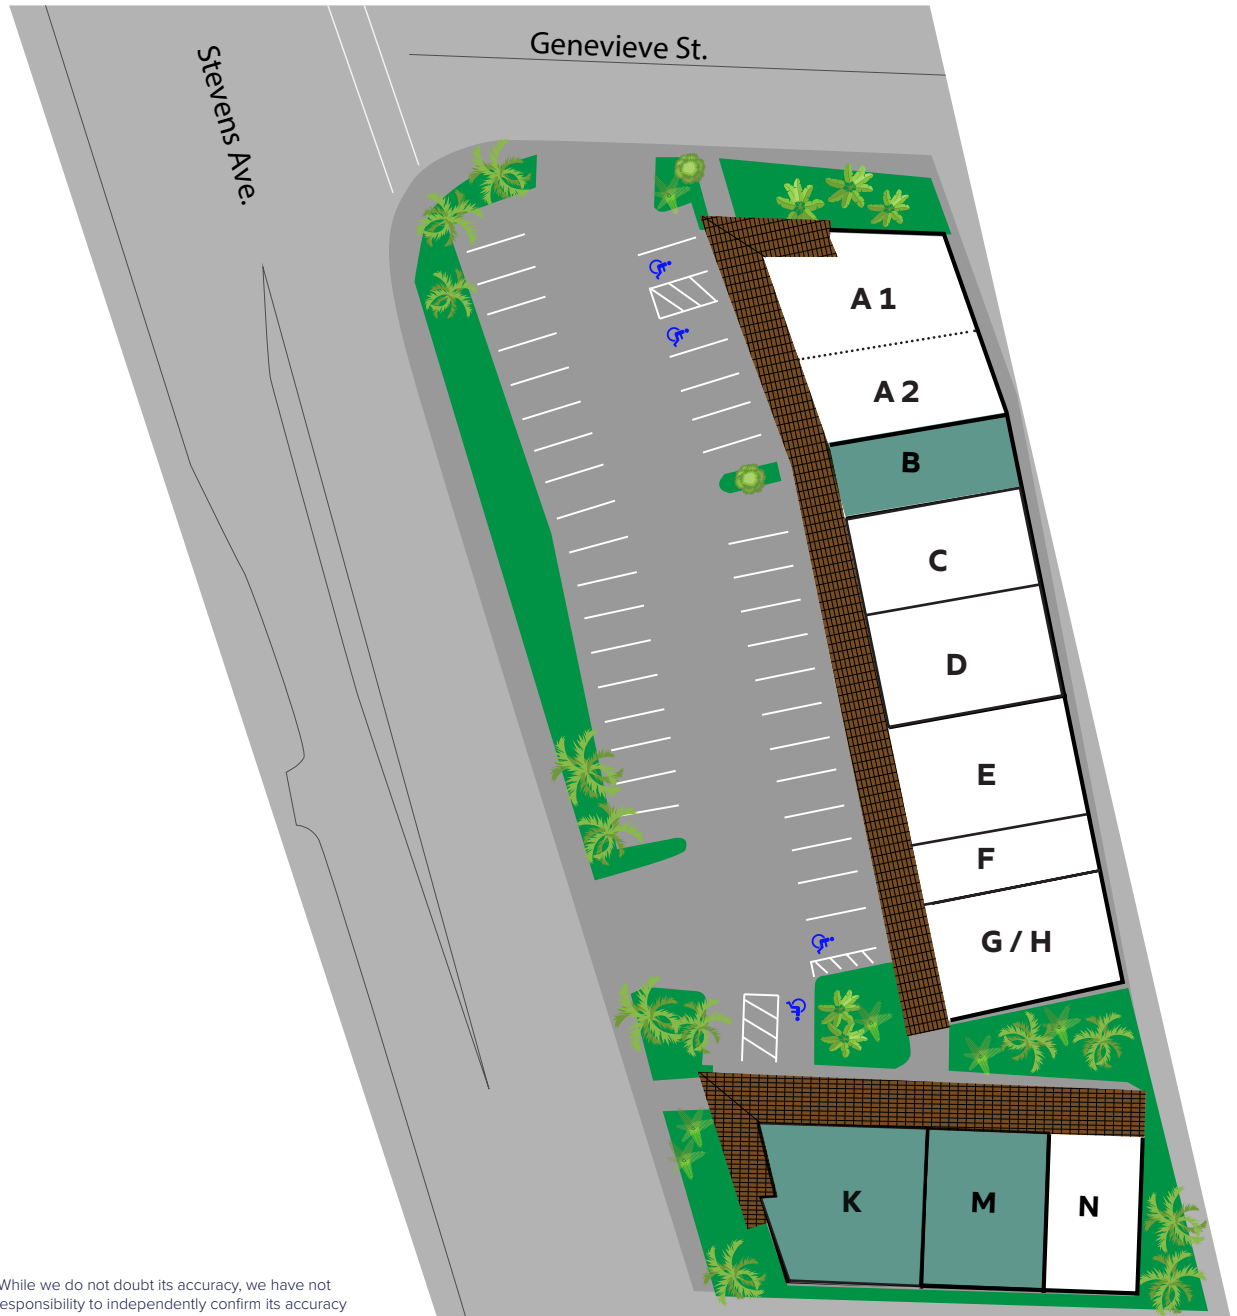 Genevieve St.
Stevens Ave.
A 1
A 2
B
C
D
E
F
G / H
K
M
N
While we do not doubt its accuracy, we have not
esponsibility to independently confirm its accuracy